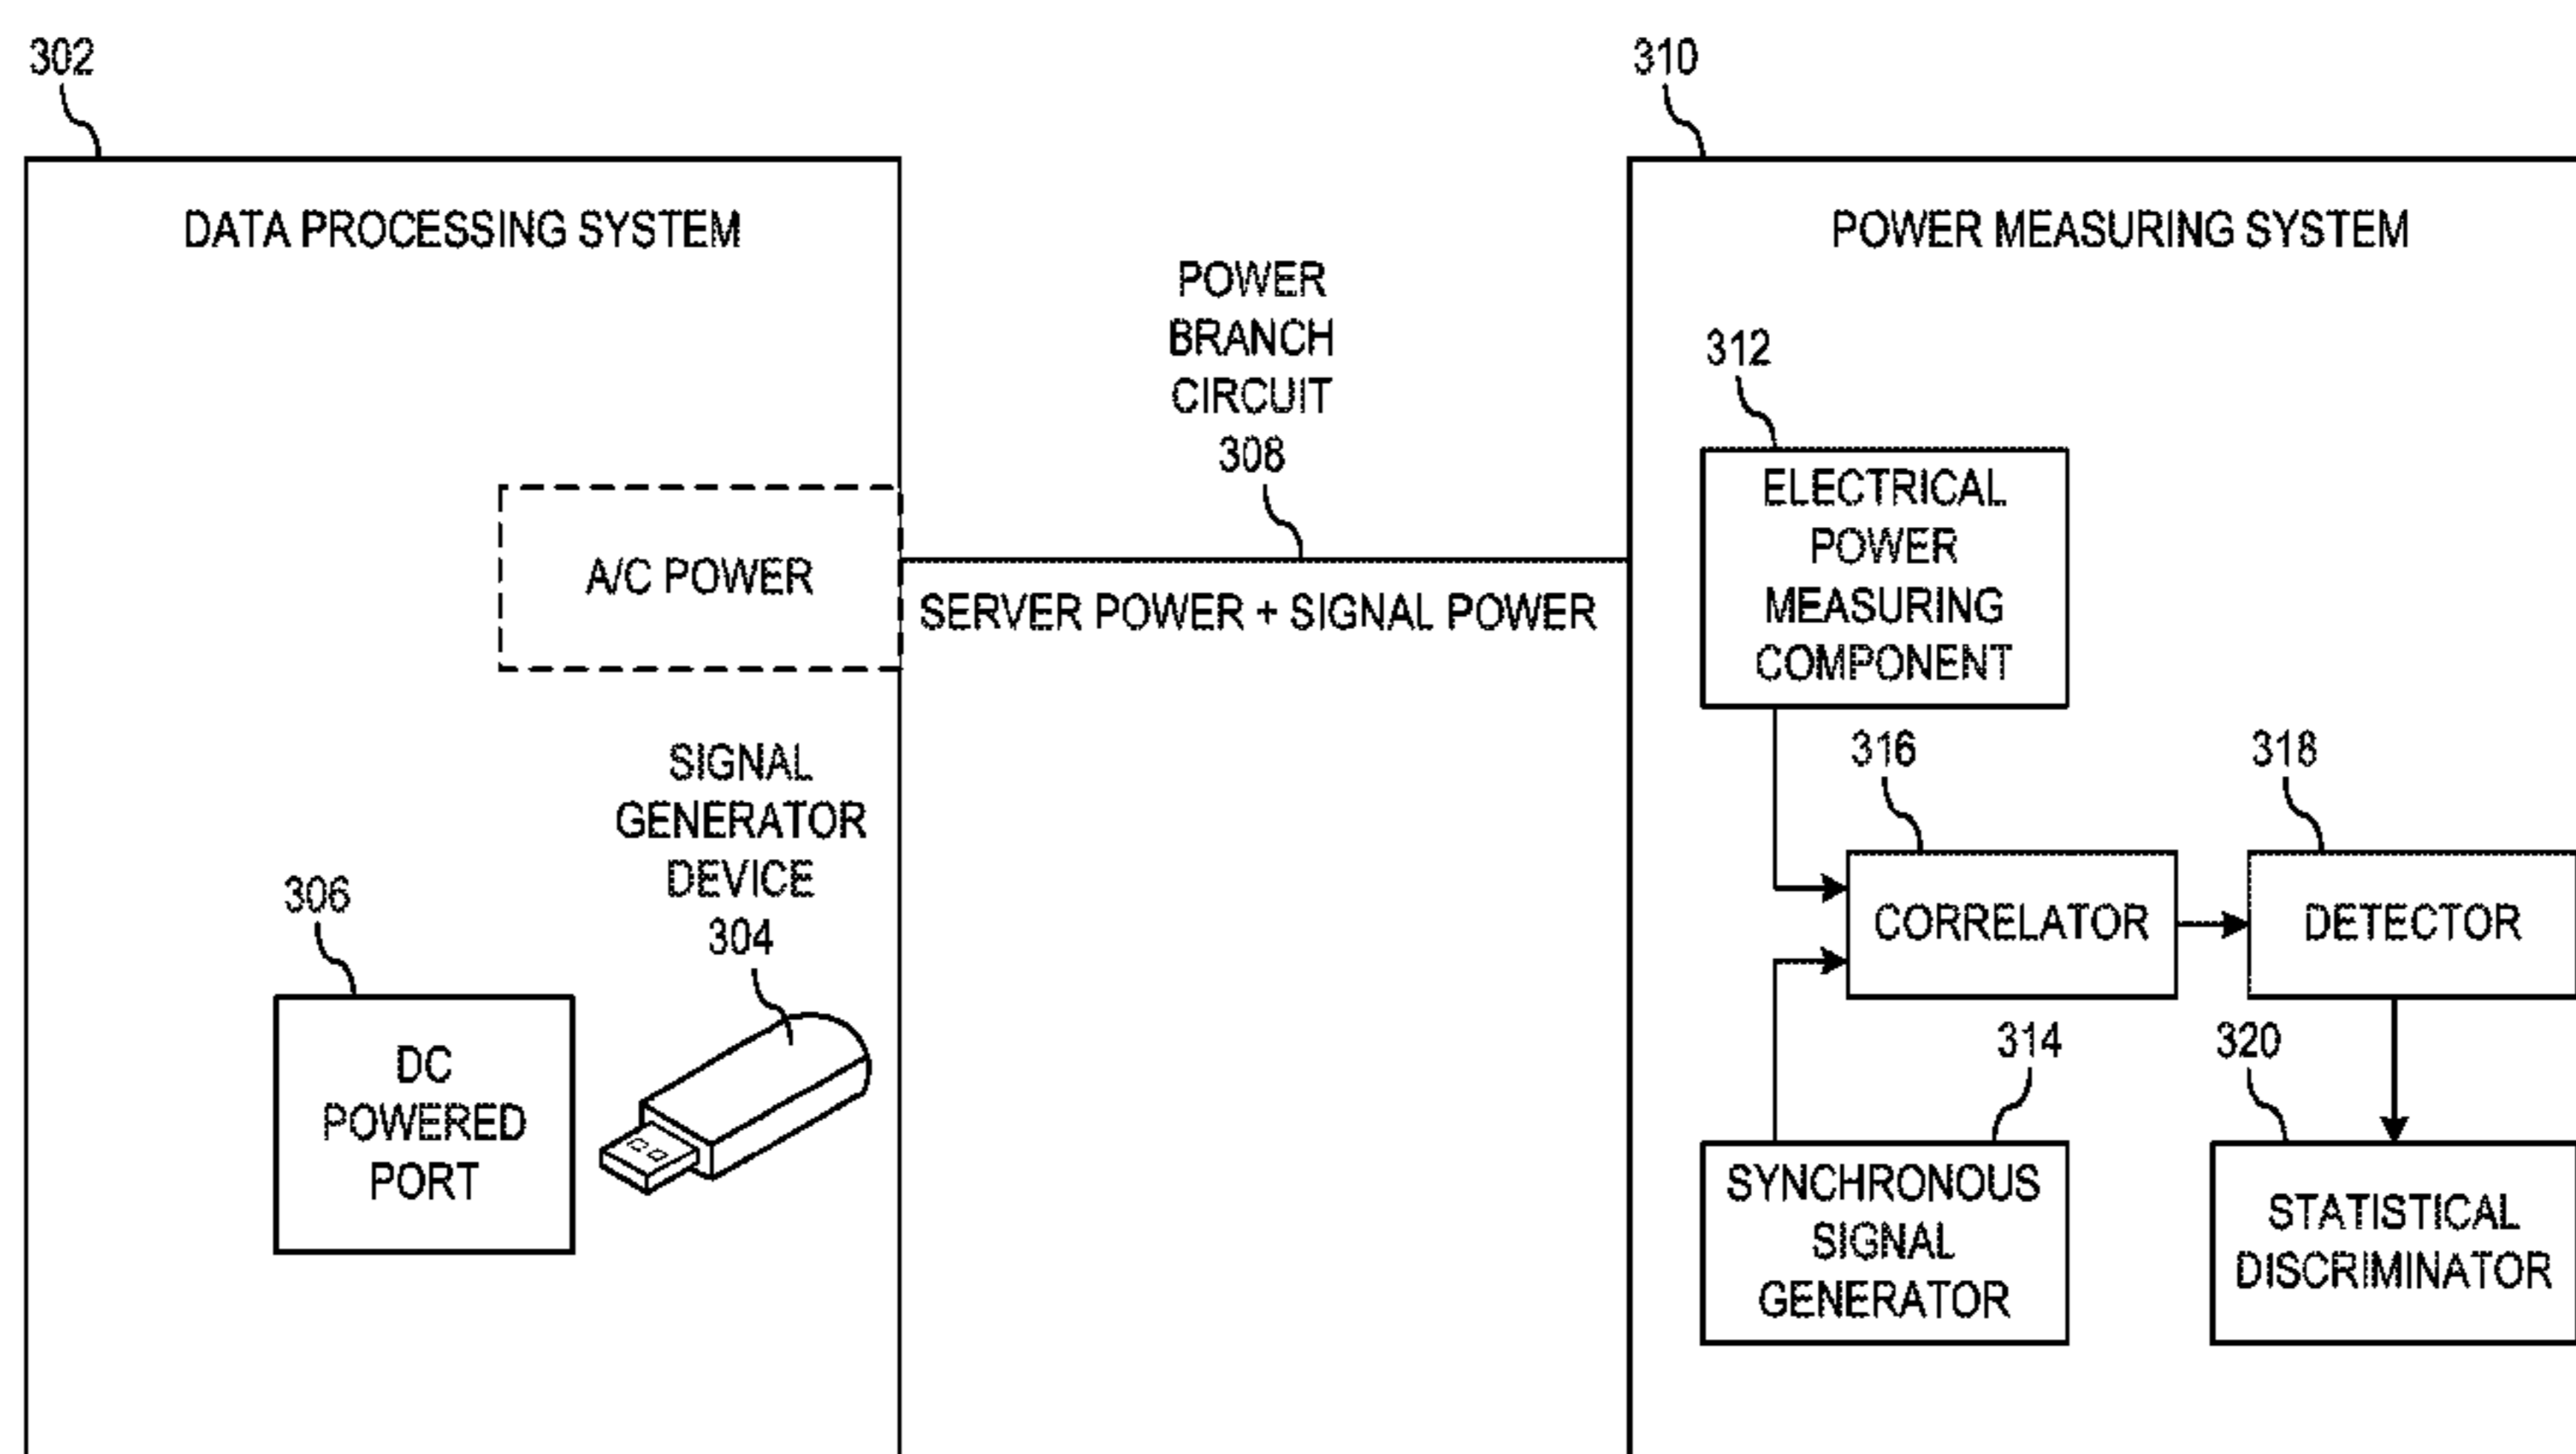 302
310
DATA PROCESSING SYSTEM
POWER MEASURING SYSTEM
POWER
BRANCH
CIRCUIT
308
A/C POWER
SERVER POWER + SIGNAL POWER
312
ELECTRICAL
POWER
MEASURING
COMPONENT
SIGNAL
GENERATOR
DEVICE
304
306
DC
POWERED
PORT
316
318
CORRELATOR
DETECTOR
314
320
SYNCHRONOUS
SIGNAL
GENERATOR
STATISTICAL
DISCRIMINATOR